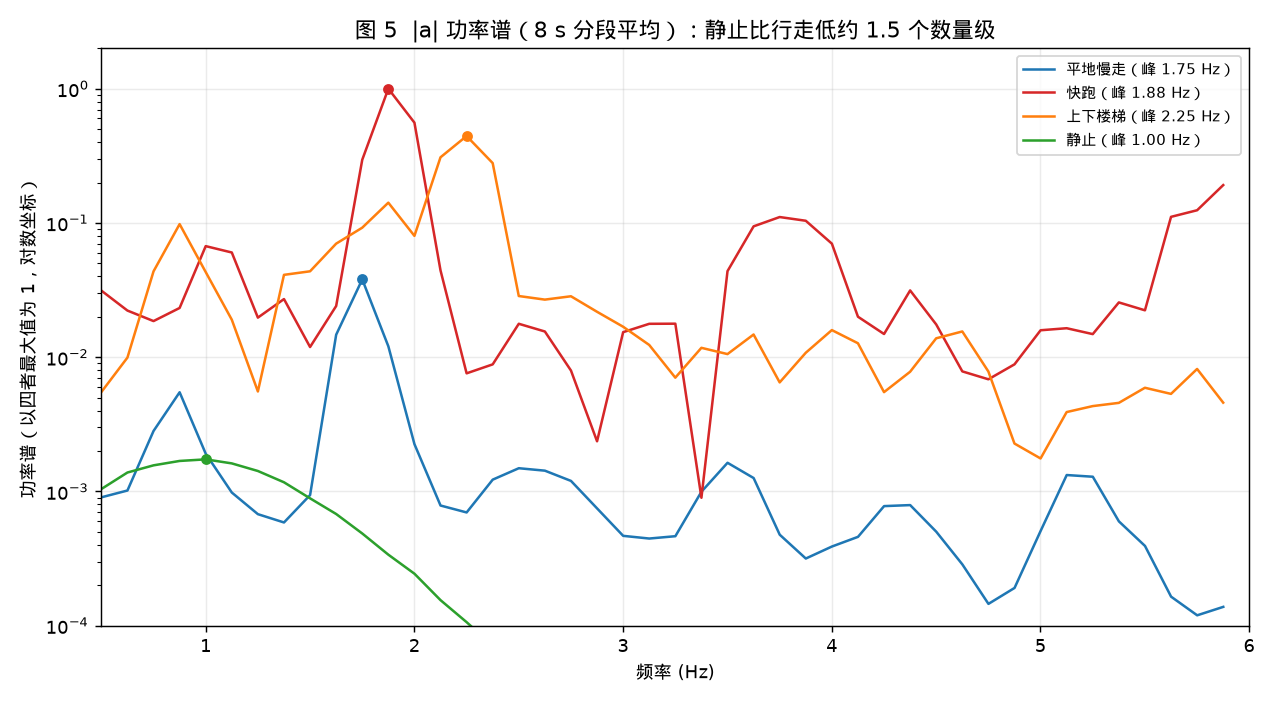 图 5 |a| 功率谱（8 s 分段平均）：静止比行走低约 1.5 个数量级
平地慢走（峰 1.75 Hz）
快跑（峰 1.88 Hz）
上下楼梯（峰 2.25 Hz）
静止（峰 1.00 Hz）
功率谱（以四者最大值为 1，对数坐标）
10⁰
10⁻¹
10⁻²
10⁻³
10⁻⁴
1 2 3 4 5 6
频率 (Hz)